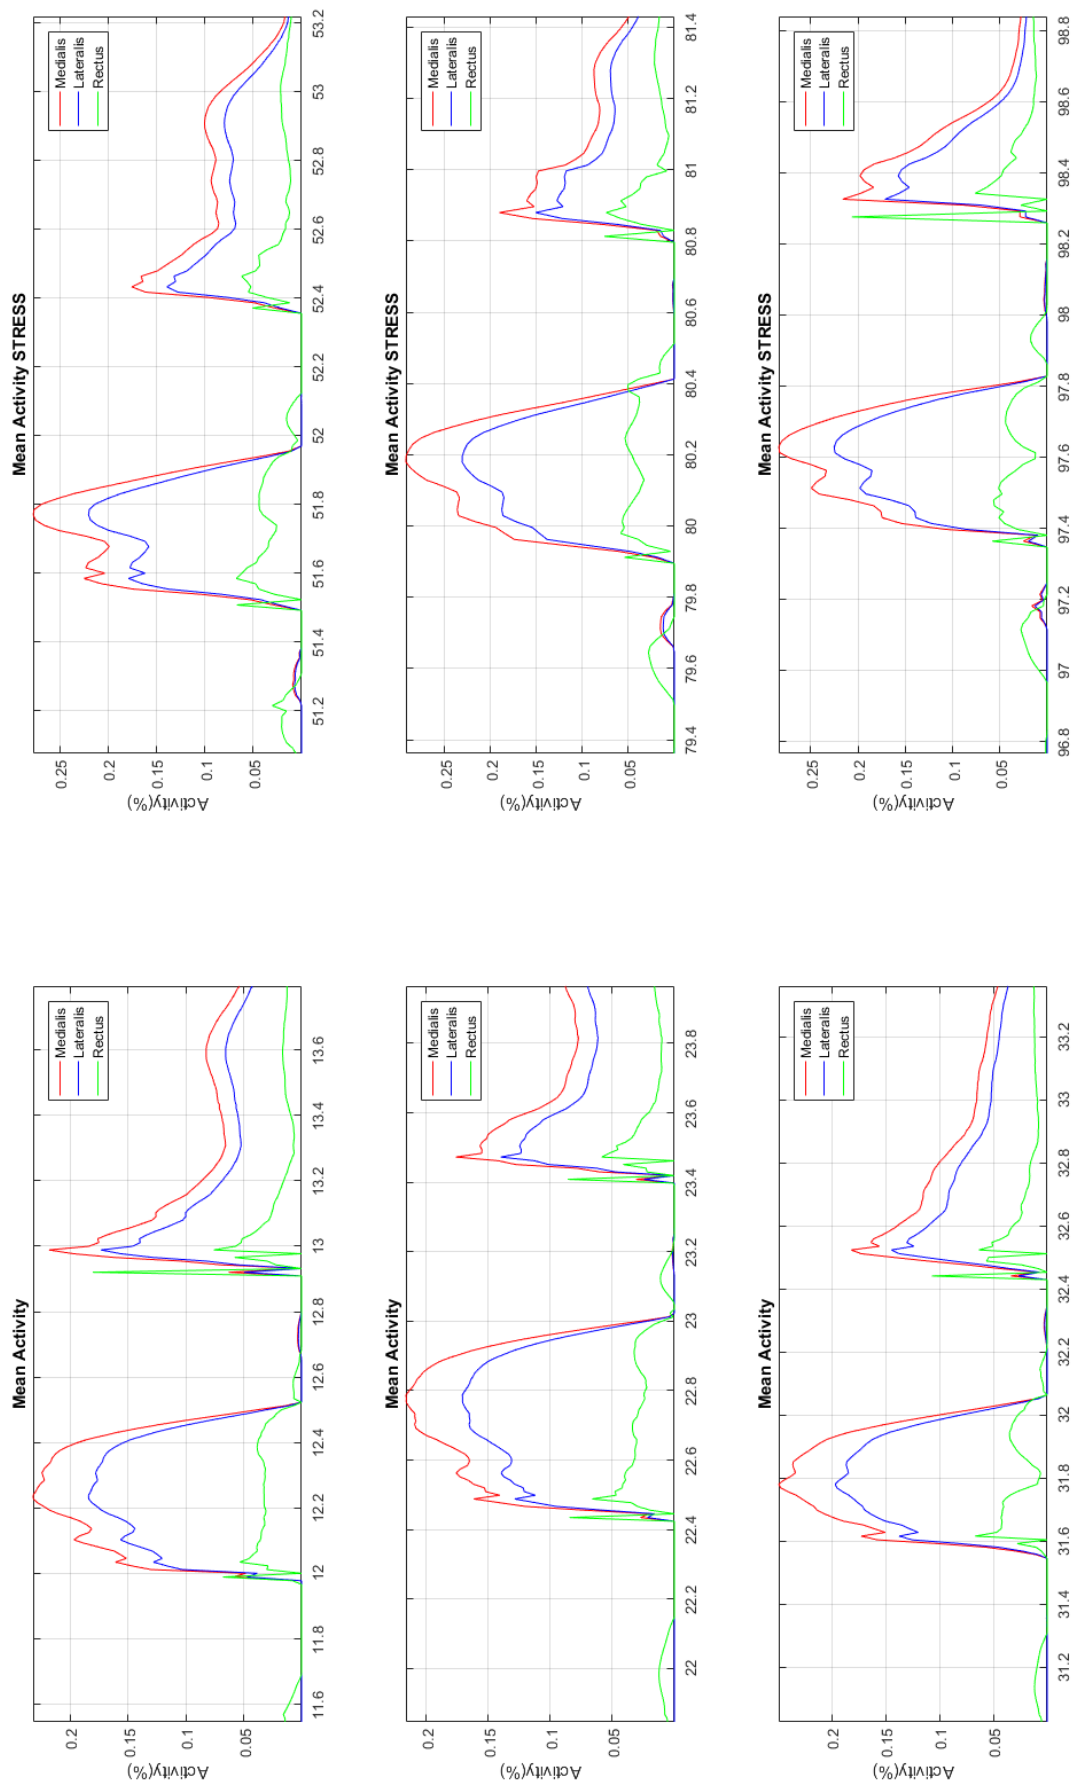 Mean Activity
Activity(%)
0.2
0.15
0.1
0.05
Medialis
Lateralis
Rectus
11.6 11.8 12 12.2 12.4 12.6 12.8 13 13.2 13.4 13.6
Mean Activity STRESS
Activity(%)
0.25
0.2
0.15
0.1
0.05
Medialis
Lateralis
Rectus
51.2 51.4 51.6 51.8 52 52.2 52.4 52.6 52.8 53 53.2
Mean Activity
Activity(%)
0.2
0.15
0.1
0.05
Medialis
Lateralis
Rectus
22 22.2 22.4 22.6 22.8 23 23.2 23.4 23.6 23.8
Mean Activity STRESS
Activity(%)
0.25
0.2
0.15
0.1
0.05
Medialis
Lateralis
Rectus
79.4 79.6 79.8 80 80.2 80.4 80.6 80.8 81 81.2 81.4
Mean Activity
Activity(%)
0.2
0.15
0.1
0.05
Medialis
Lateralis
Rectus
31.2 31.4 31.6 31.8 32 32.2 32.4 32.6 32.8 33 33.2
Mean Activity STRESS
Activity(%)
0.25
0.2
0.15
0.1
0.05
Medialis
Lateralis
Rectus
96.8 97 97.2 97.4 97.6 97.8 98 98.2 98.4 98.6 98.8